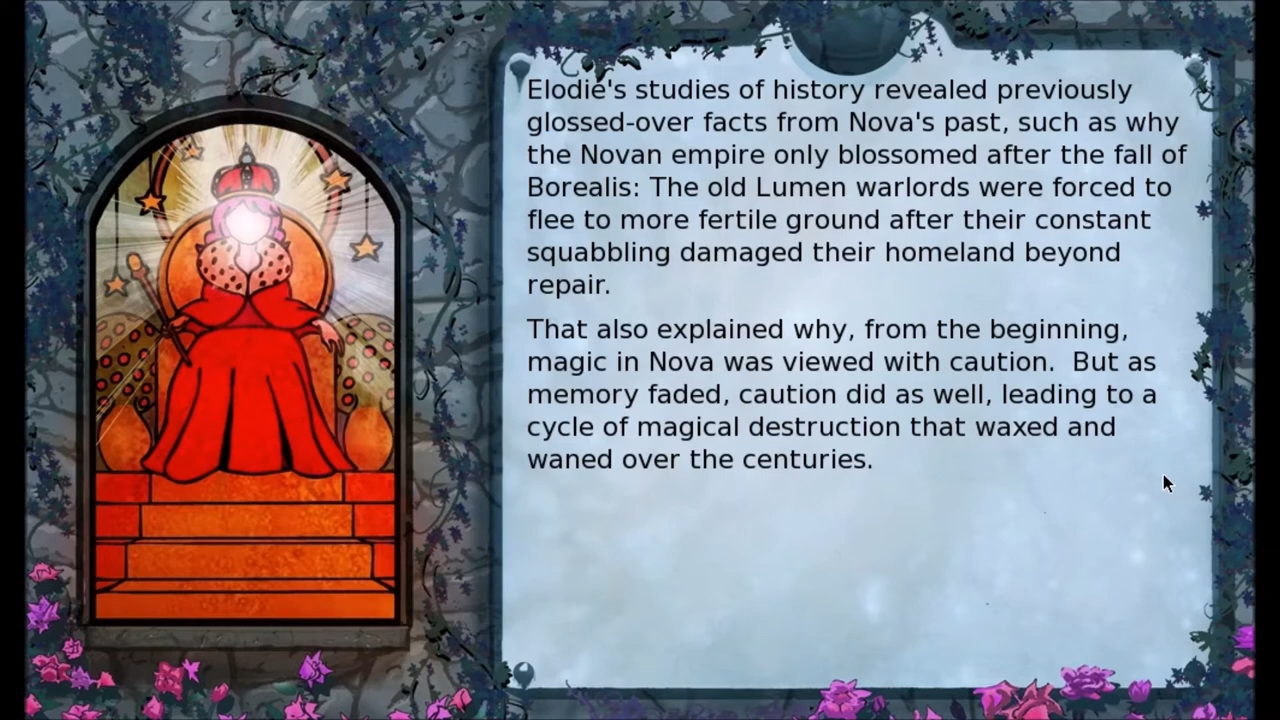 Elodie's studies of history revealed previously
glossed-over facts from Nova's past, such as why
the Novan empire only blossomed after the fall of
Borealis: The old Lumen warlords were forced to
flee to more fertile ground after their constant
squabbling damaged their homeland beyond
repair.
That also explained why, from the beginning,
magic in Nova was viewed with caution.  But as
memory faded, caution did as well, leading to a
cycle of magical destruction that waxed and
waned over the centuries.